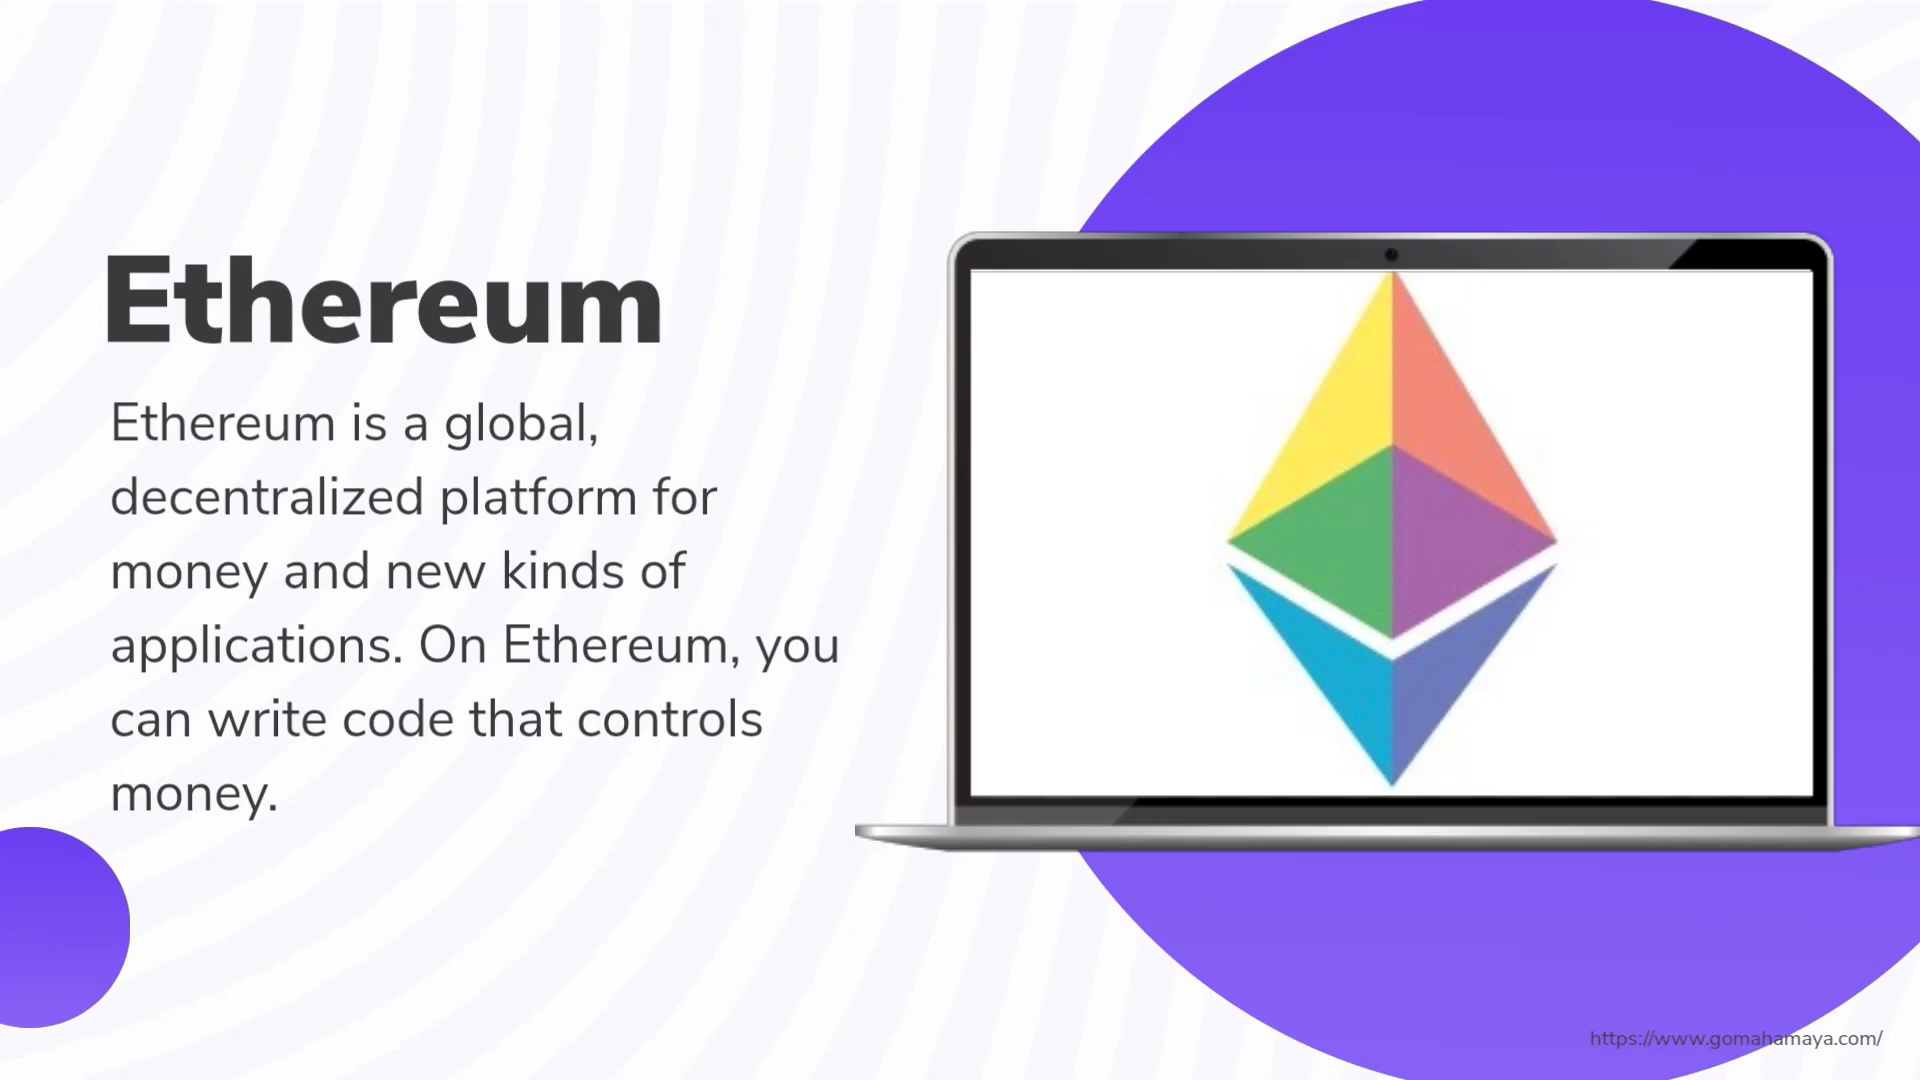 Ethereum
Ethereum is a global,
decentralized platform for
money and new kinds of
applications. On Ethereum, you
can write code that controls
money.
https://www.gomahamaya.com/